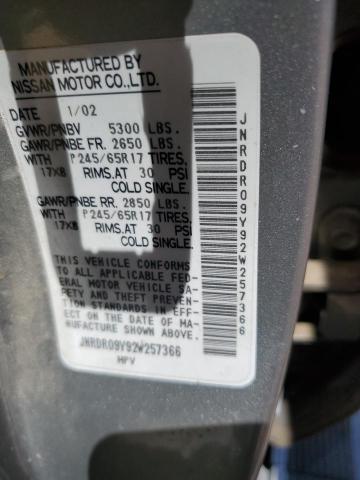 MANUFACTURED BY
NISSAN MOTOR CO.,LTD.
DATE 1/02
GVWR/PNBV 5300 LBS.
GAWR/PNBE FR. 2650 LBS.
WITH P245/65R17 TIRES,
17X8 RIMS.AT 30 PSI
COLD SINGLE.
GAWR/PNBE RR. 2850 LBS.
WITH P245/65R17 TIRES,
17X8 RIMS.AT 30 PSI
COLD SINGLE.
THIS VEHICLE CONFORMS
TO ALL APPLICABLE FED-
ERAL MOTOR VEHICLE SA-
FETY AND THEFT PREVENTION
STANDARDS IN EFF-
ECT ON THE DATE OF MA-
NUFACTURE SHOWN ABOVE.
JNRDR09Y92W257366
MPV
JNRDR09Y92W257366